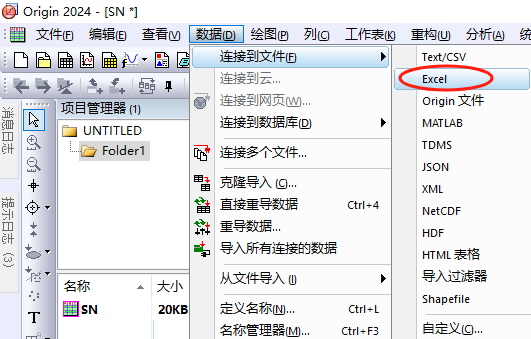 Origin 2024 - [SN *]
文件(F) 编辑(E) 查看(V) 数据(D) 绘图(P) 列(C) 工作表(K) 重构(U) 分析(A) 统
消息日志
提示日志 (3)
项目管理器 (1)
UNTITLED
Folder1
名称 大小
SN 20KB
T
连接到文件(F)
连接到云...
连接到网页(W)...
连接到数据库(D)
连接多个文件...
克隆导入 (C)...
直接重导数据 Ctrl+4
重导数据...
导入所有连接的数据
从文件导入 (I)
定义名称(N)... Ctrl+L
名称管理器(M)... Ctrl+F3
Text/CSV
Excel
Origin 文件
MATLAB
TDMS
JSON
XML
NetCDF
HDF
HTML 表格
导入过滤器
Shapefile
自定义(C)...